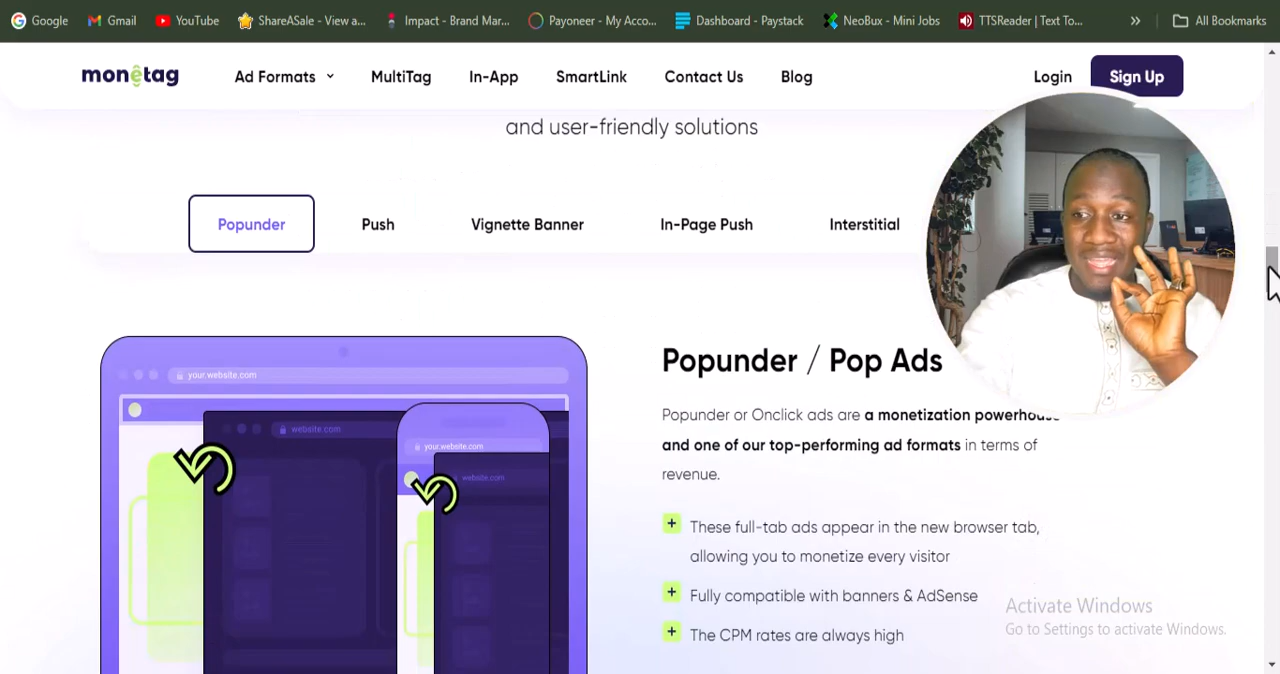 Google Gmail YouTube ShareASale - View a... Impact - Brand Mar... Payoneer - My Acco... Dashboard - Paystack NeoBux - Mini Jobs TTSReader | Text To... » All Bookmarks
monetag Ad Formats MultiTag In-App SmartLink Contact Us Blog Login Sign Up
and user-friendly solutions
Popunder Push Vignette Banner In-Page Push Interstitial
your.website.com
website.com
your.website.com
website.com
Popunder / Pop Ads
Popunder or Onclick ads are a monetization powerhouse
and one of our top-performing ad formats in terms of
revenue.
+ These full-tab ads appear in the new browser tab,
allowing you to monetize every visitor
+ Fully compatible with banners & AdSense
+ The CPM rates are always high
Activate Windows
Go to Settings to activate Windows.